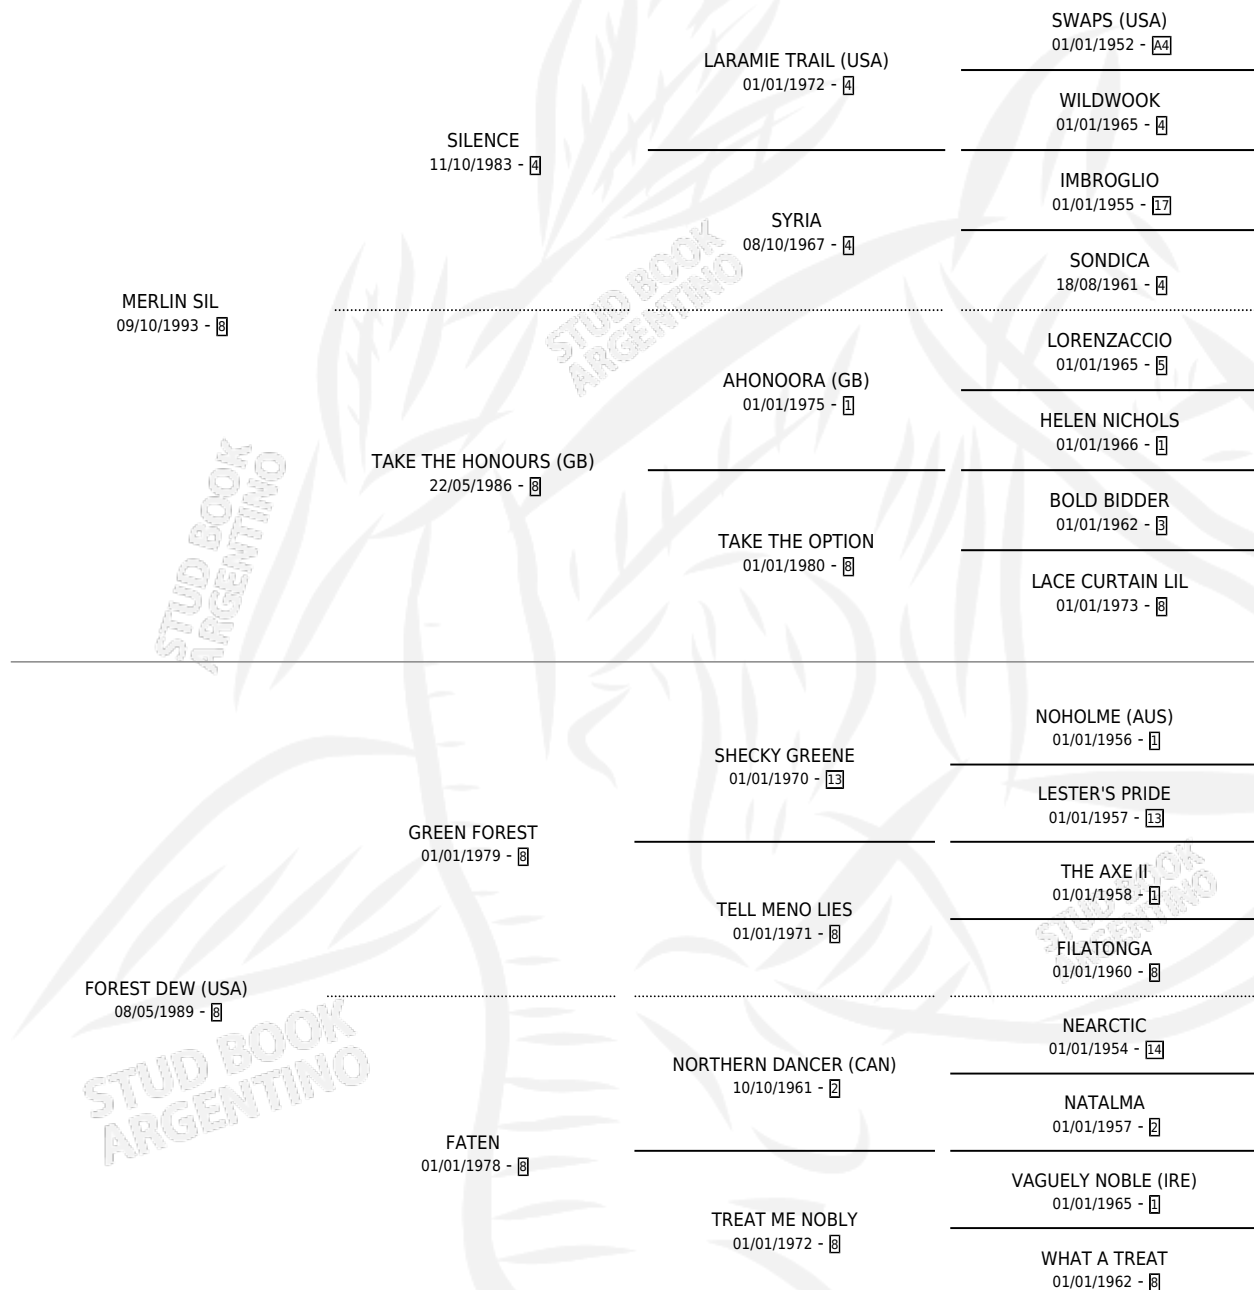 SWAPS (USA)
01/01/1952 - A4
LARAMIE TRAIL (USA)
01/01/1972 - 4
WILDWOOK
01/01/1965 - 4
SILENCE
11/10/1983 - 4
IMBROGLIO
01/01/1955 - 17
SYRIA
08/10/1967 - 4
SONDICA
18/08/1961 - 4
MERLIN SIL
09/10/1993 - 8
STUD BOOK
ARGENTINO
LORENZACCIO
01/01/1965 - 5
AHONOORA (GB)
01/01/1975 - 1
HELEN NICHOLS
01/01/1966 - 1
TAKE THE HONOURS (GB)
22/05/1986 - 8
BOLD BIDDER
01/01/1962 - 3
TAKE THE OPTION
01/01/1980 - 8
LACE CURTAIN LIL
01/01/1973 - 8
STUD BOOK
ARGENTINO
NOHOLME (AUS)
01/01/1956 - 1
SHECKY GREENE
01/01/1970 - 13
LESTER'S PRIDE
01/01/1957 - 13
GREEN FOREST
01/01/1979 - 8
THE AXE II
01/01/1958 - 1
TELL MENO LIES
01/01/1971 - 8
STUD BOOK
ARGENTINO
FILATONGA
01/01/1960 - 8
FOREST DEW (USA)
08/05/1989 - 8
STUD BOOK
ARGENTINO
NEARCTIC
01/01/1954 - 14
NORTHERN DANCER (CAN)
10/10/1961 - 2
NATALMA
01/01/1957 - 2
FATEN
01/01/1978 - 8
VAGUELY NOBLE (IRE)
01/01/1965 - 1
TREAT ME NOBLY
01/01/1972 - 8
WHAT A TREAT
01/01/1962 - 8